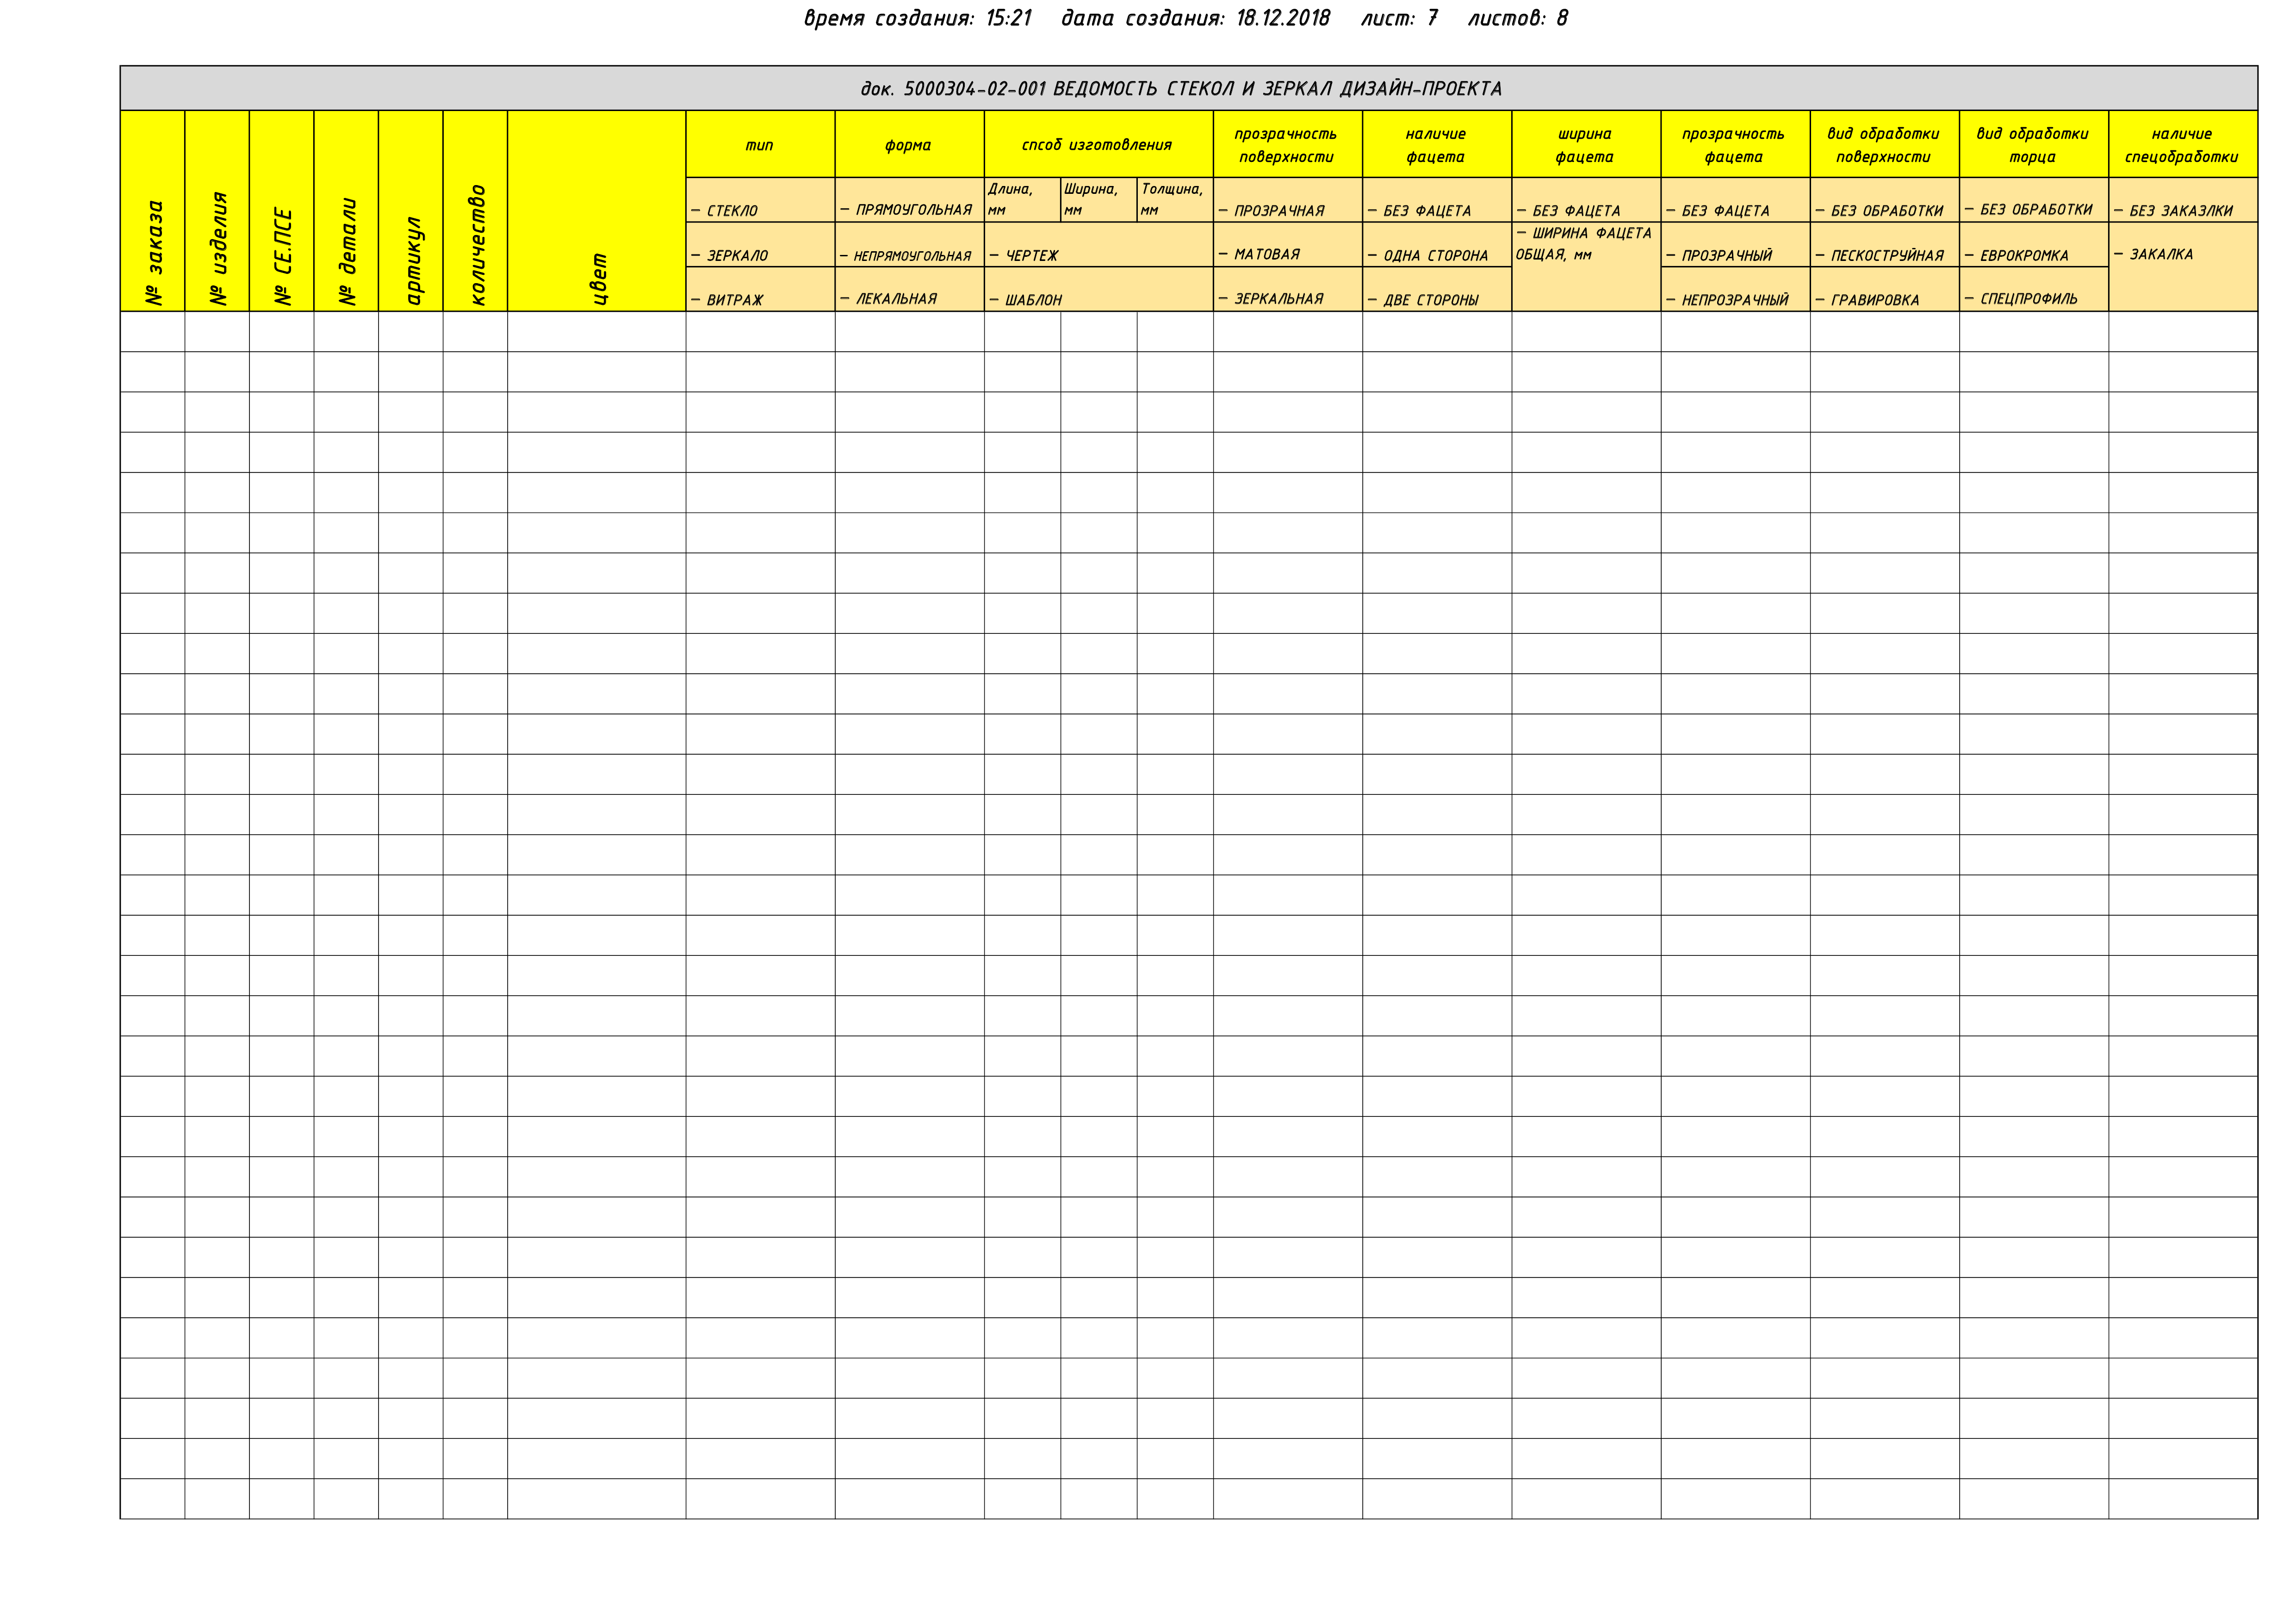 время создания: 15:21 дата создания: 18.12.2018 лист: 7 листов: 8
док. 5000304-02-001 ВЕДОМОСТЬ СТЕКОЛ И ЗЕРКАЛ ДИЗАЙН-ПРОЕКТА
№ заказа
№ изделия
№ СЕ.ПСЕ
№ детали
артикул
количество
цвет
тип
– СТЕКЛО
– ЗЕРКАЛО
– ВИТРАЖ
форма
– ПРЯМОУГОЛЬНАЯ
– НЕПРЯМОУГОЛЬНАЯ
– ЛЕКАЛЬНАЯ
спсоб изготовления
Длина,
мм
Ширина,
мм
Толщина,
мм
– ЧЕРТЕЖ
– ШАБЛОН
прозрачность
поверхности
– ПРОЗРАЧНАЯ
– МАТОВАЯ
– ЗЕРКАЛЬНАЯ
наличие
фацета
– БЕЗ ФАЦЕТА
– ОДНА СТОРОНА
– ДВЕ СТОРОНЫ
ширина
фацета
– БЕЗ ФАЦЕТА
– ШИРИНА ФАЦЕТА
ОБЩАЯ, мм
прозрачность
фацета
– БЕЗ ФАЦЕТА
– ПРОЗРАЧНЫЙ
– НЕПРОЗРАЧНЫЙ
вид обработки
поверхности
– БЕЗ ОБРАБОТКИ
– ПЕСКОСТРУЙНАЯ
– ГРАВИРОВКА
вид обработки
торца
– БЕЗ ОБРАБОТКИ
– ЕВРОКРОМКА
– СПЕЦПРОФИЛЬ
наличие
спецобработки
– БЕЗ ЗАКАЗЛКИ
– ЗАКАЛКА